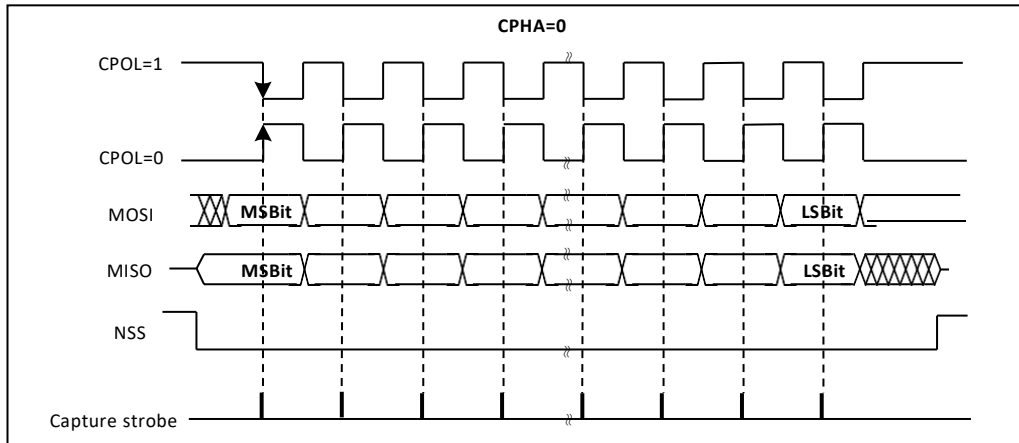 CPHA=0
CPOL=1
CPOL=0
MOSI
MSBit
LSBit
MISO
MSBit
LSBit
NSS
Capture strobe